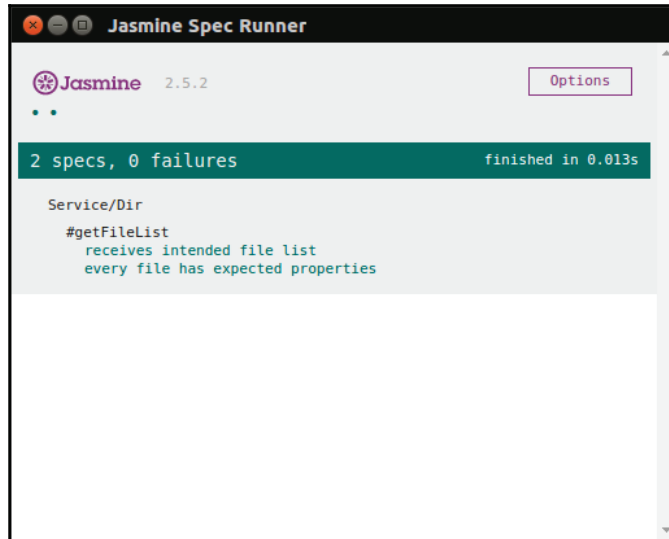 Jasmine Spec Runner
Jasmine 2.5.2 Options
2 specs, 0 failures finished in 0.013s
Service/Dir
#getFileList
receives intended file list
every file has expected properties